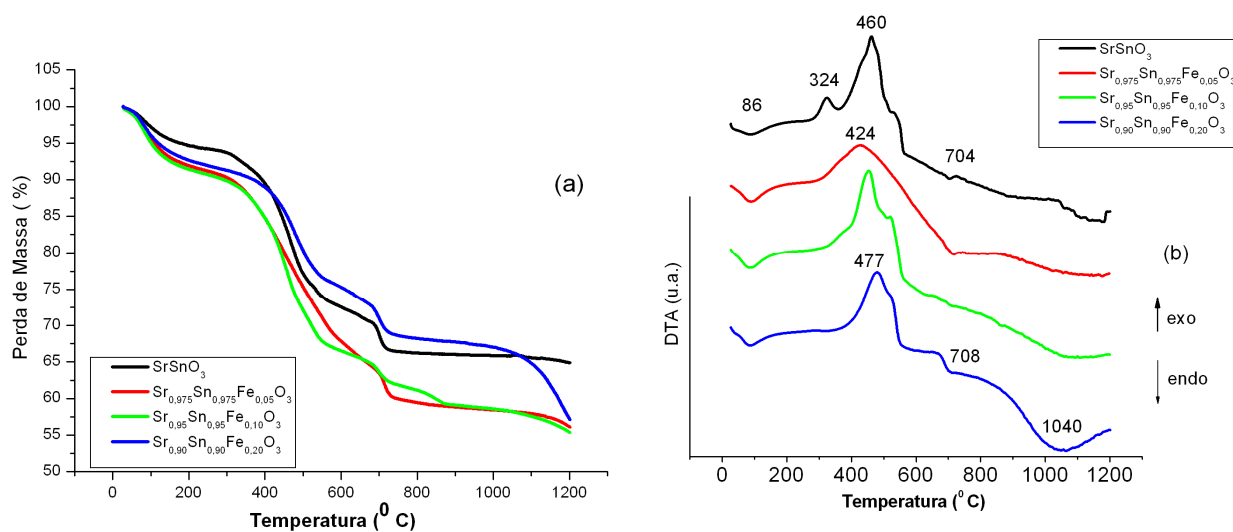 105
100
95
90
85
80
75
70
65
60
55
50
Perda de Massa ( %)
(a)
SrSnO₃
Sr₀,₉₇₅Sn₀,₉₇₅Fe₀,₀₅O₃
Sr₀,₉₅Sn₀,₉₅Fe₀,₁₀O₃
Sr₀,₉₀Sn₀,₉₀Fe₀,₂₀O₃
0 200 400 600 800 1000 1200
Temperatura (⁰ C)
SrSnO₃
Sr₀,₉₇₅Sn₀,₉₇₅Fe₀,₀₅O₃
Sr₀,₉₅Sn₀,₉₅Fe₀,₁₀O₃
Sr₀,₉₀Sn₀,₉₀Fe₀,₂₀O₃
460
324
86
704
424
477
708
1040
(b)
exo
endo
DTA (u.a.)
0 200 400 600 800 1000 1200
Temperatura (⁰ C)